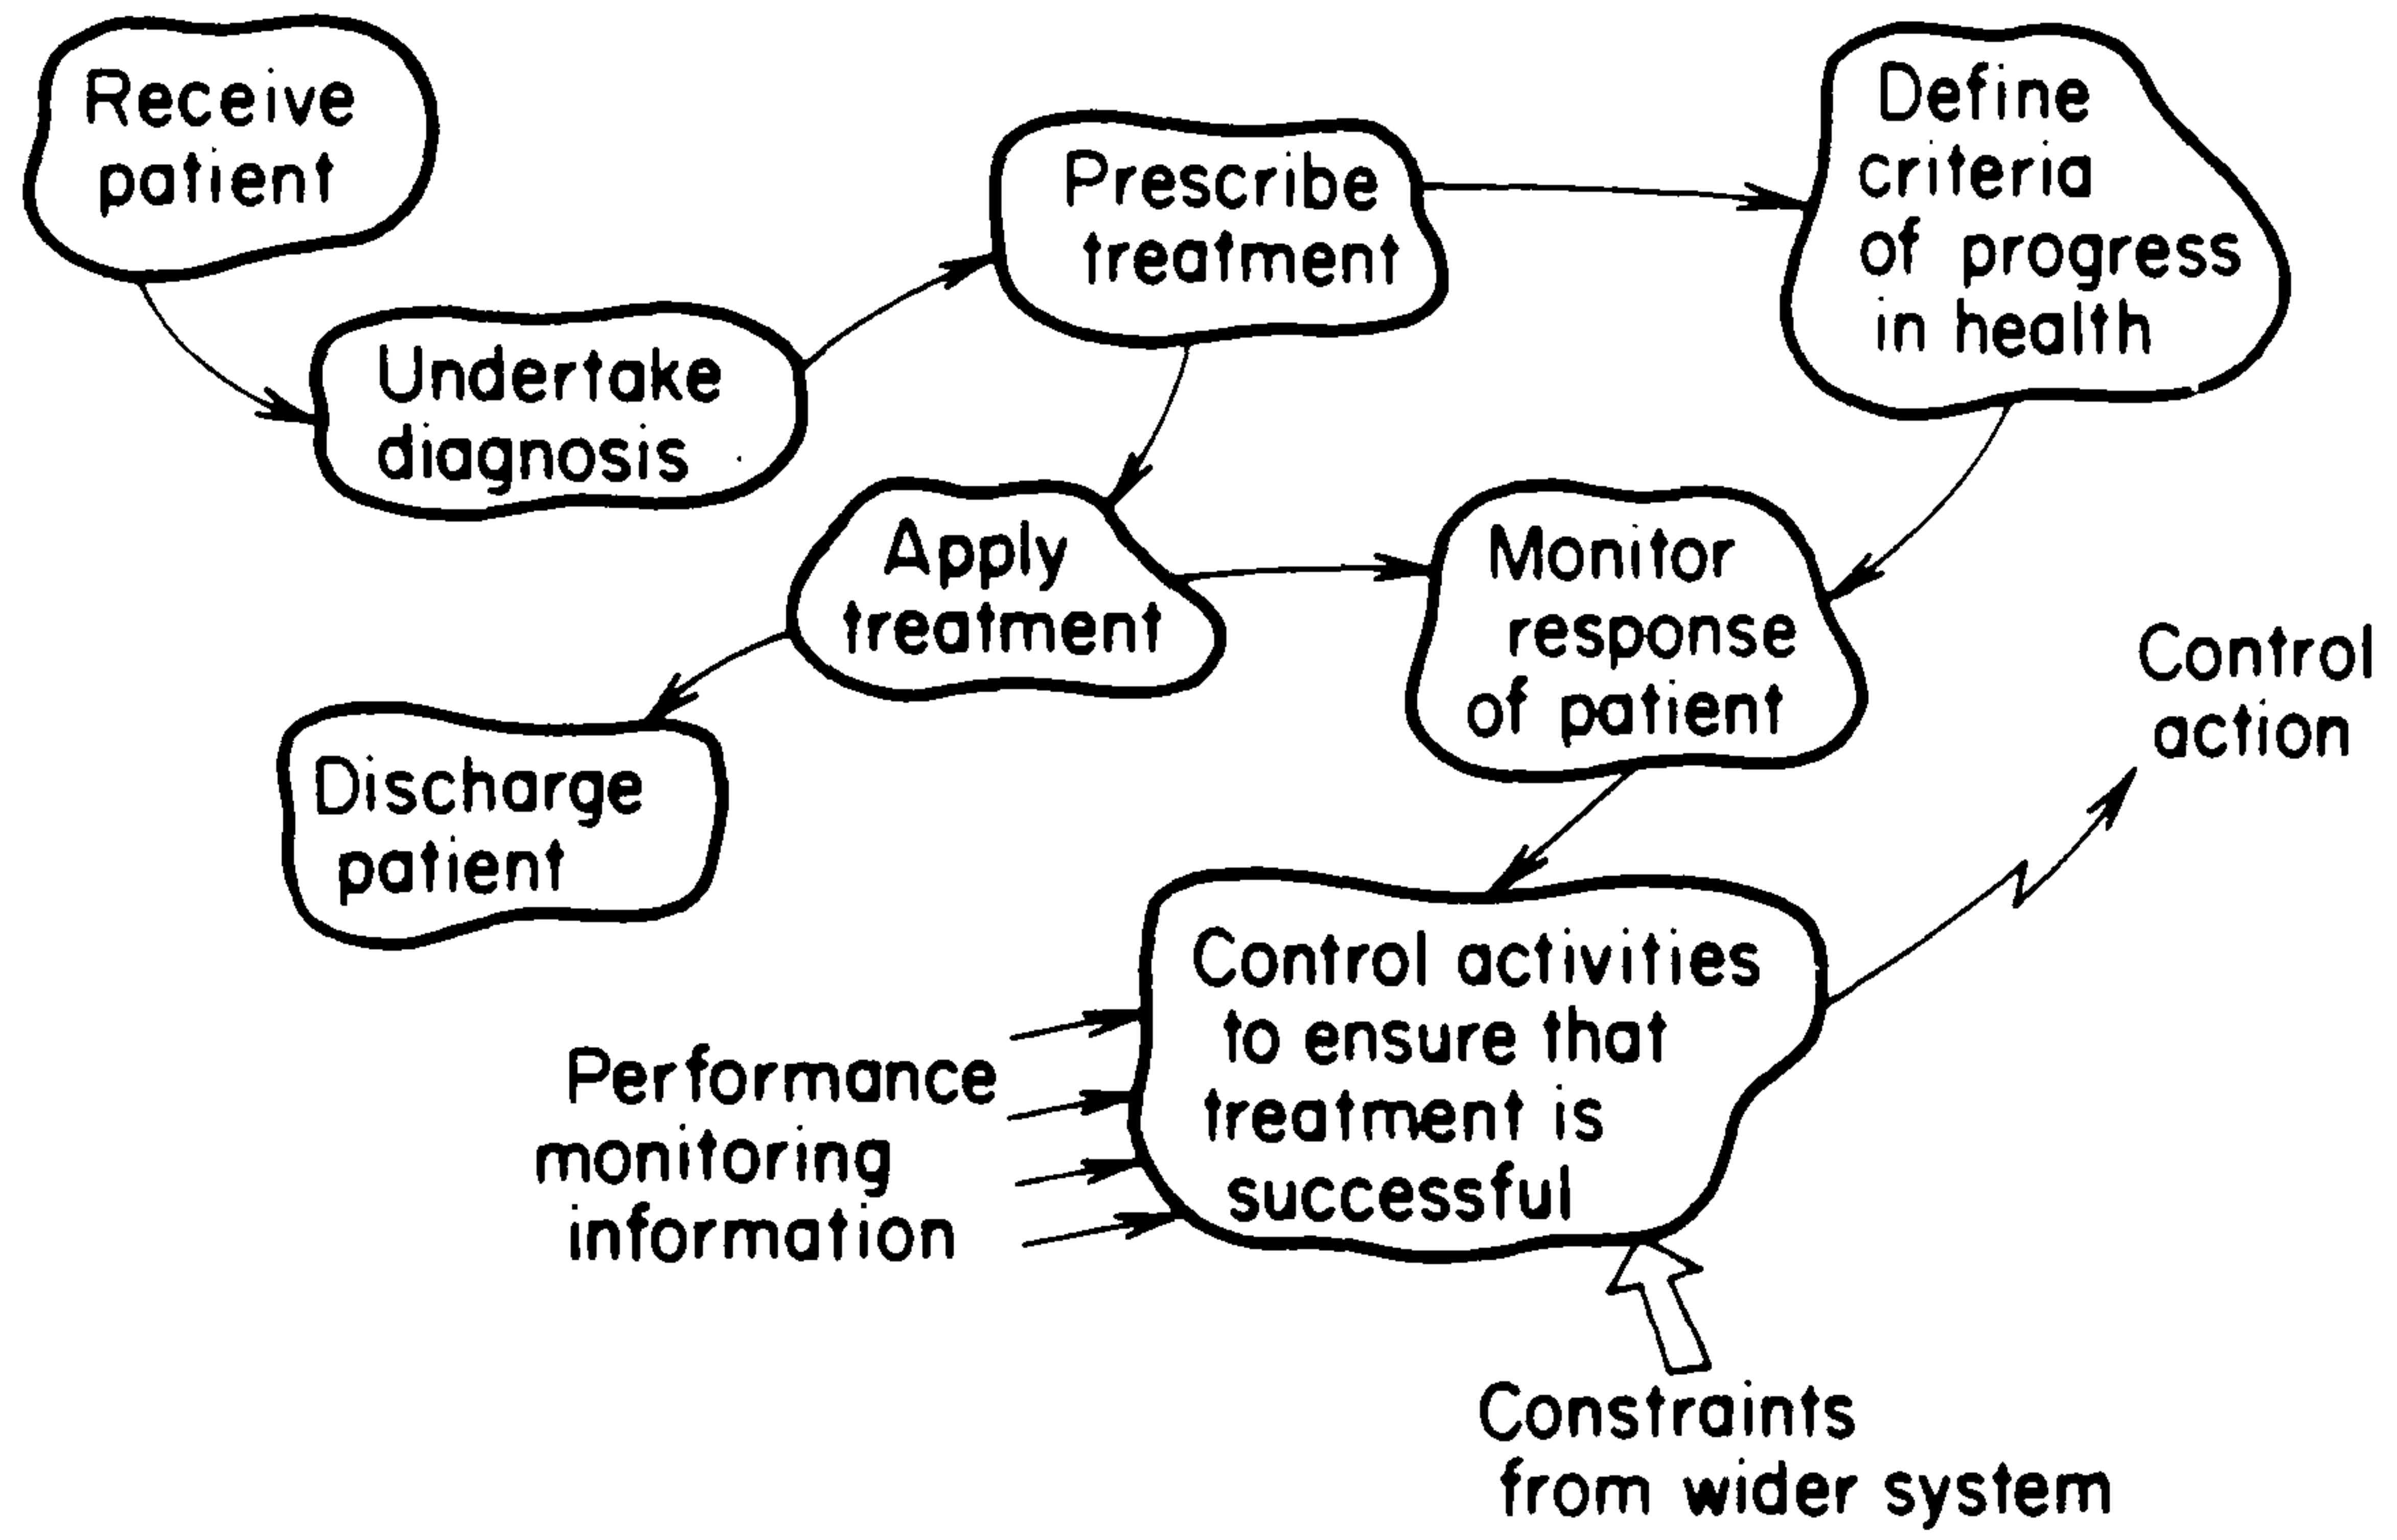 Receive
patient
Undertake
diagnosis
Prescribe
treatment
Define
criteria
of progress
in health
Apply
treatment
Monitor
response
of patient
Discharge
patient
Control
action
Control activities
to ensure that
treatment is
successful
Performance
monitoring
information
Constraints
from wider system